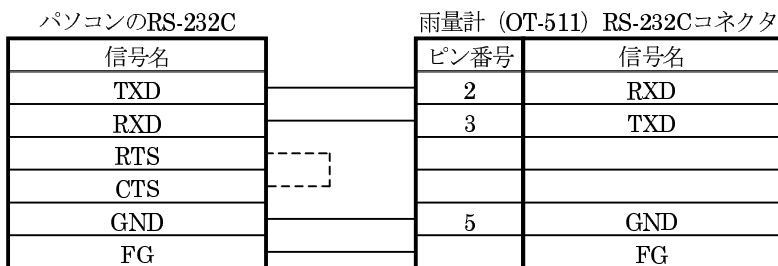 パソコンのRS-232C 雨量計（OT-511）RS-232Cコネクタ
信号名 ピン番号 信号名
TXD 2 RXD
RXD 3 TXD
RTS
CTS
GND 5 GND
FG FG